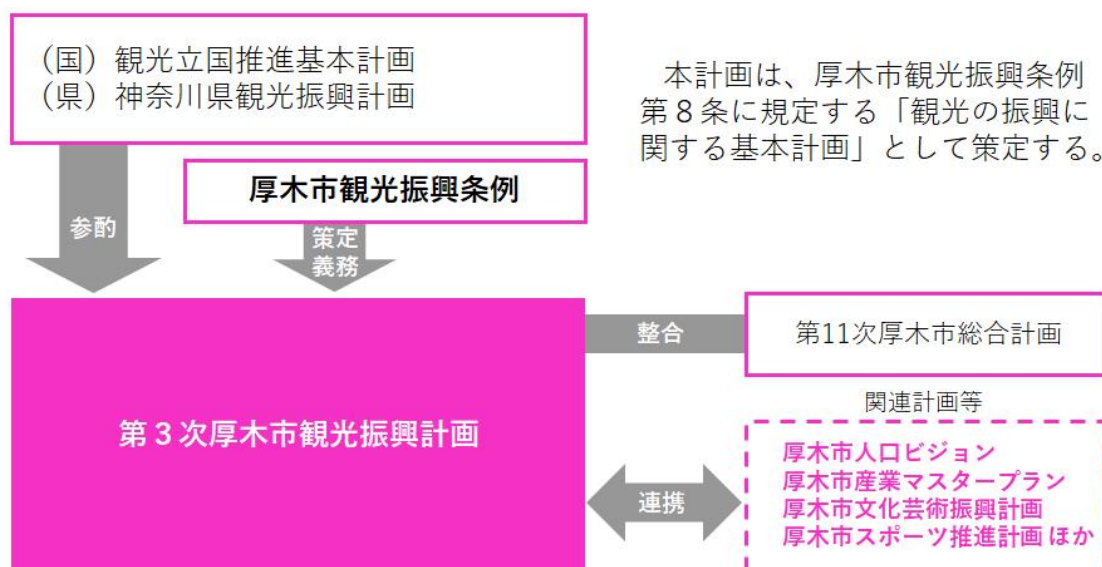 （国）観光立国推進基本計画
（県）神奈川県観光振興計画
本計画は、厚木市観光振興条例
第８条に規定する「観光の振興に
関する基本計画」として策定する。
厚木市観光振興条例
参酌
策定
義務
第３次厚木市観光振興計画
整合
第11次厚木市総合計画
関連計画等
連携
厚木市人口ビジョン
厚木市産業マスタープラン
厚木市文化芸術振興計画
厚木市スポーツ推進計画 ほか